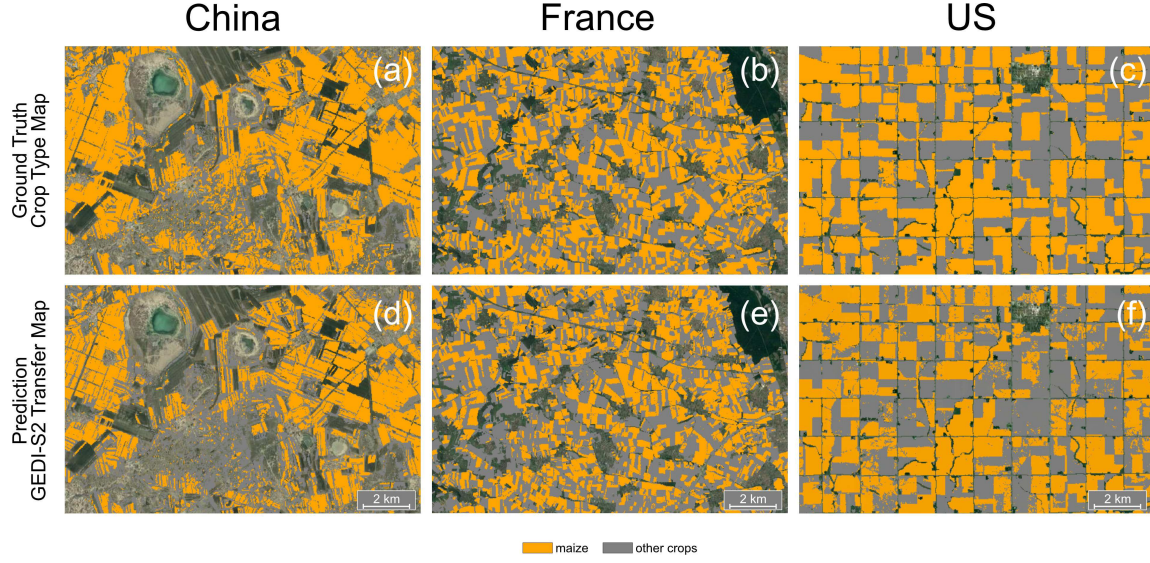 China France US
Ground Truth
Crop Type Map
(a) (b) (c)
Prediction
GEDI-S2 Transfer Map
(d) (e) (f)
2 km 2 km 2 km
maize other crops